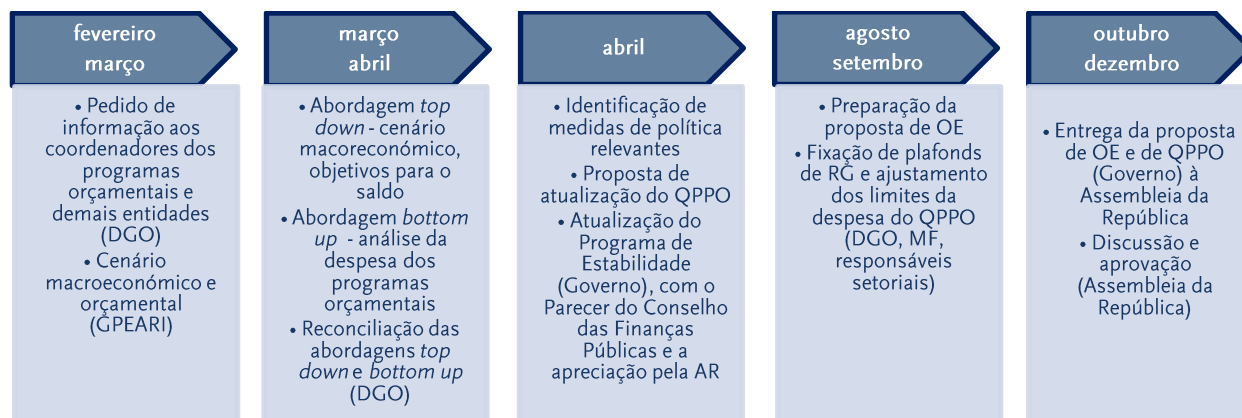 fevereiro
março
• Pedido de
informação aos
coordenadores dos
programas
orçamentais e
demais entidades
(DGO)
• Cenário
macroeconómico e
orçamental
(GPEARI)
março
abril
• Abordagem top
down - cenário
macoreconómico,
objetivos para o
saldo
• Abordagem bottom
up - análise da
despesa dos
programas
orçamentais
• Reconciliação das
abordagens top
down e bottom up
(DGO)
abril
• Identificação de
medidas de política
relevantes
• Proposta de
atualização do QPPO
• Atualização do
Programa de
Estabilidade
(Governo), com o
Parecer do Conselho
das Finanças
Públicas e a
apreciação pela AR
agosto
setembro
• Preparação da
proposta de OE
• Fixação de plafonds
de RG e ajustamento
dos limites da
despesa do QPPO
(DGO, MF,
responsáveis
setoriais)
outubro
dezembro
• Entrega da proposta
de OE e de QPPO
(Governo) à
Assembleia da
República
• Discussão e
aprovação
(Assembleia da
República)